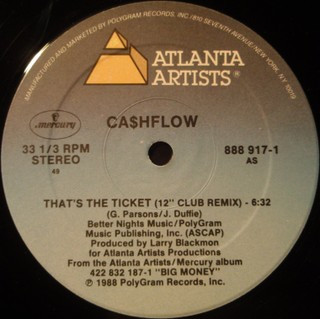 MANUFACTURED AND MARKETED BY POLYGRAM RECORDS, INC./810 SEVENTH AVENUE/NEW YORK, N.Y. 10019
ATLANTA
ARTISTS®
mercury
CA$HFLOW
33 1/3 RPM
STEREO
49
888 917-1
AS
THAT'S THE TICKET (12" CLUB REMIX) - 6:32
(G. Parsons/J. Duffie)
Better Nights Music/PolyGram
Music Publishing, Inc. (ASCAP)
Produced by Larry Blackmon
for Atlanta Artists Productions
From the Atlanta Artists/Mercury album
422 832 187-1 "BIG MONEY"
℗ 1988 PolyGram Records, Inc.